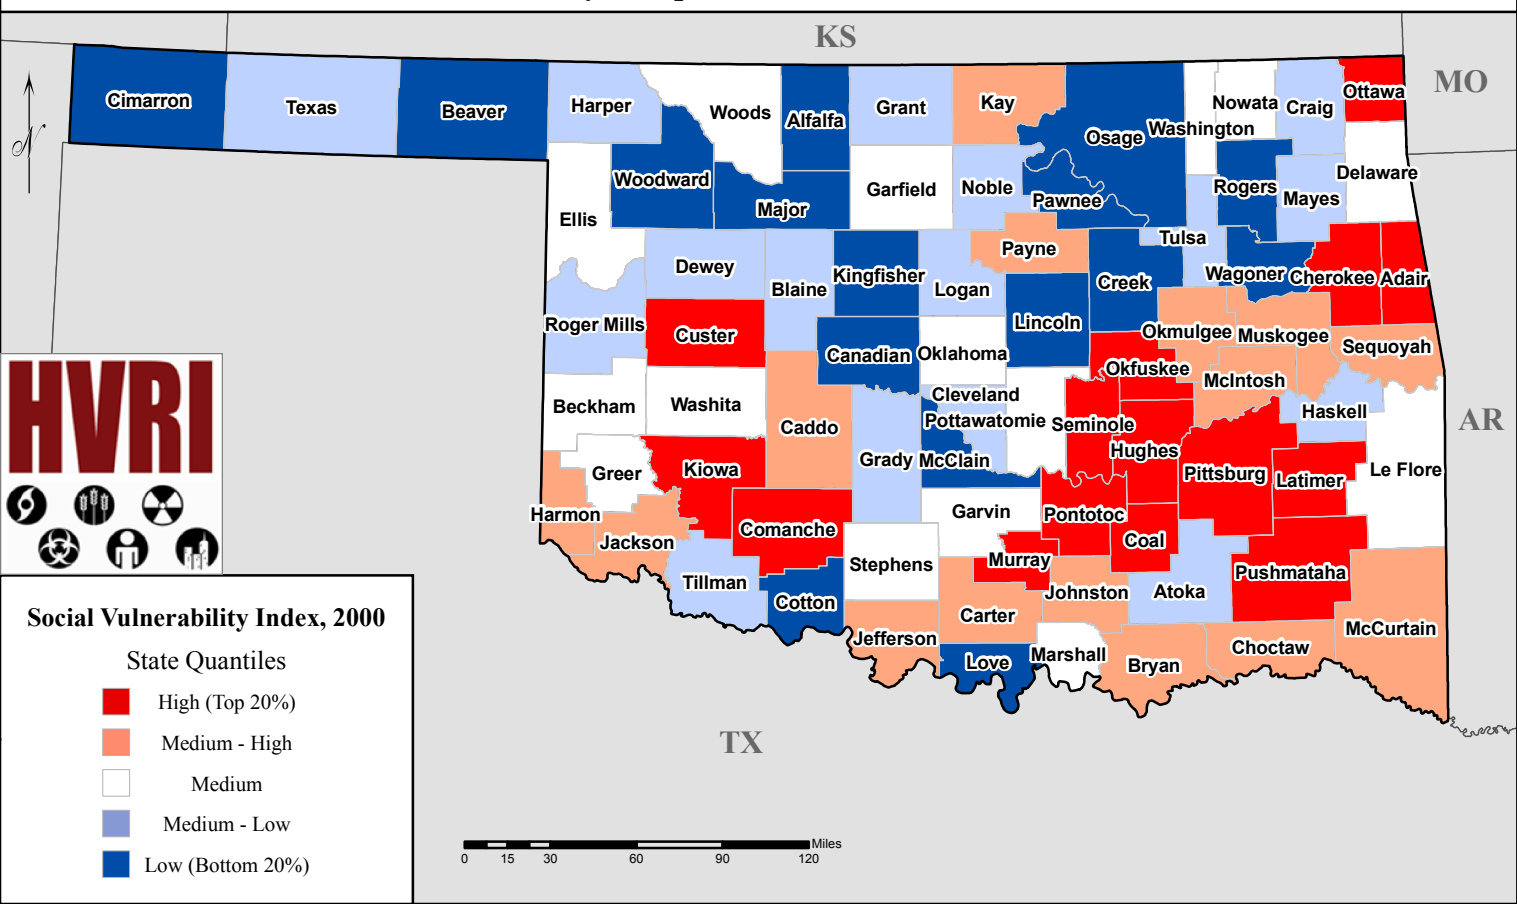 KS
MO
Cimarron
Texas
Beaver
Harper
Woods
Alfalfa
Grant
Kay
Osage
Washington
Nowata
Craig
Ottawa
Woodward
Major
Garfield
Noble
Pawnee
Rogers
Mayes
Delaware
Ellis
Dewey
Blaine
Kingfisher
Logan
Payne
Creek
Tulsa
Wagoner
Cherokee
Adair
Roger Mills
Custer
Canadian
Oklahoma
Lincoln
Okmulgee
Muskogee
Sequoyah
Okfuskee
McIntosh
Beckham
Washita
Caddo
Cleveland
Pottawatomie
Seminole
Haskell
AR
HVRI
Greer
Kiowa
Grady
McClain
Hughes
Pittsburg
Latimer
Le Flore
Harmon
Jackson
Comanche
Garvin
Pontotoc
Coal
Stephens
Murray
Tillman
Cotton
Johnston
Atoka
Pushmataha
Jefferson
Carter
Love
Marshall
Bryan
Choctaw
McCurtain
TX
N
Social Vulnerability Index, 2000
State Quantiles
High (Top 20%)
Medium - High
Medium
Medium - Low
Low (Bottom 20%)
Miles
0 15 30 60 90 120